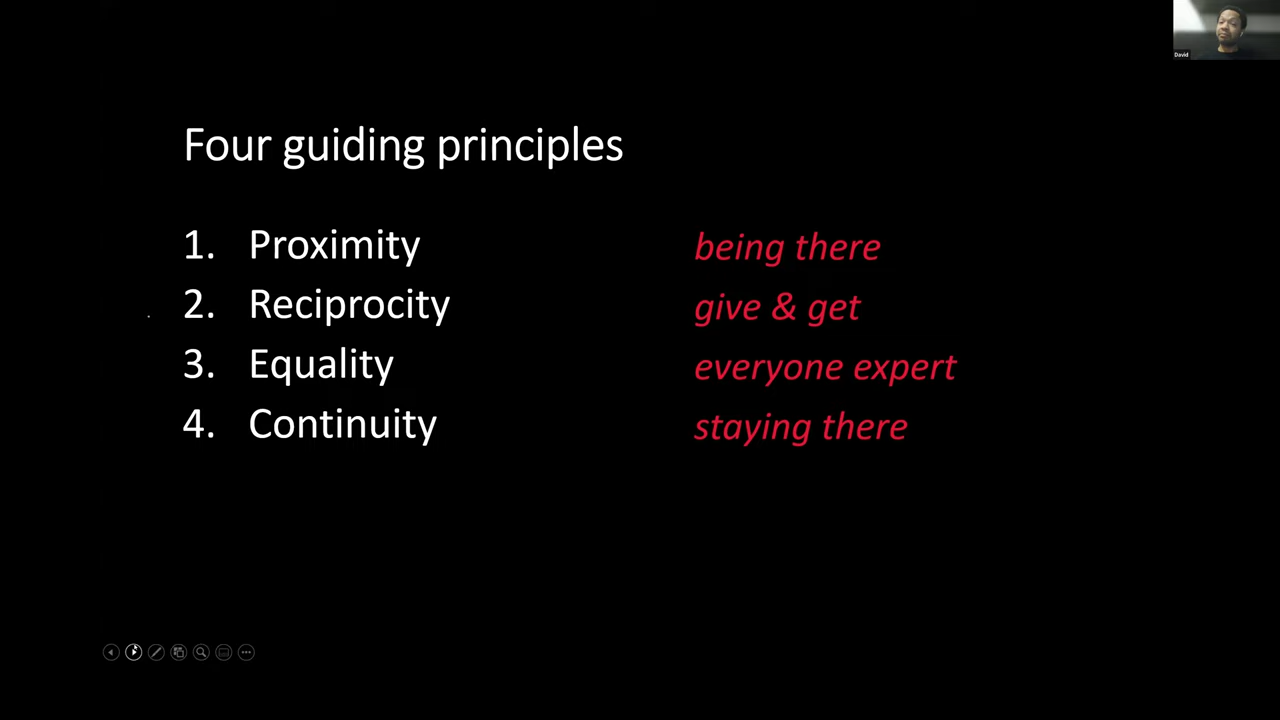 David
Four guiding principles
1. Proximity being there
2. Reciprocity give & get
3. Equality everyone expert
4. Continuity staying there